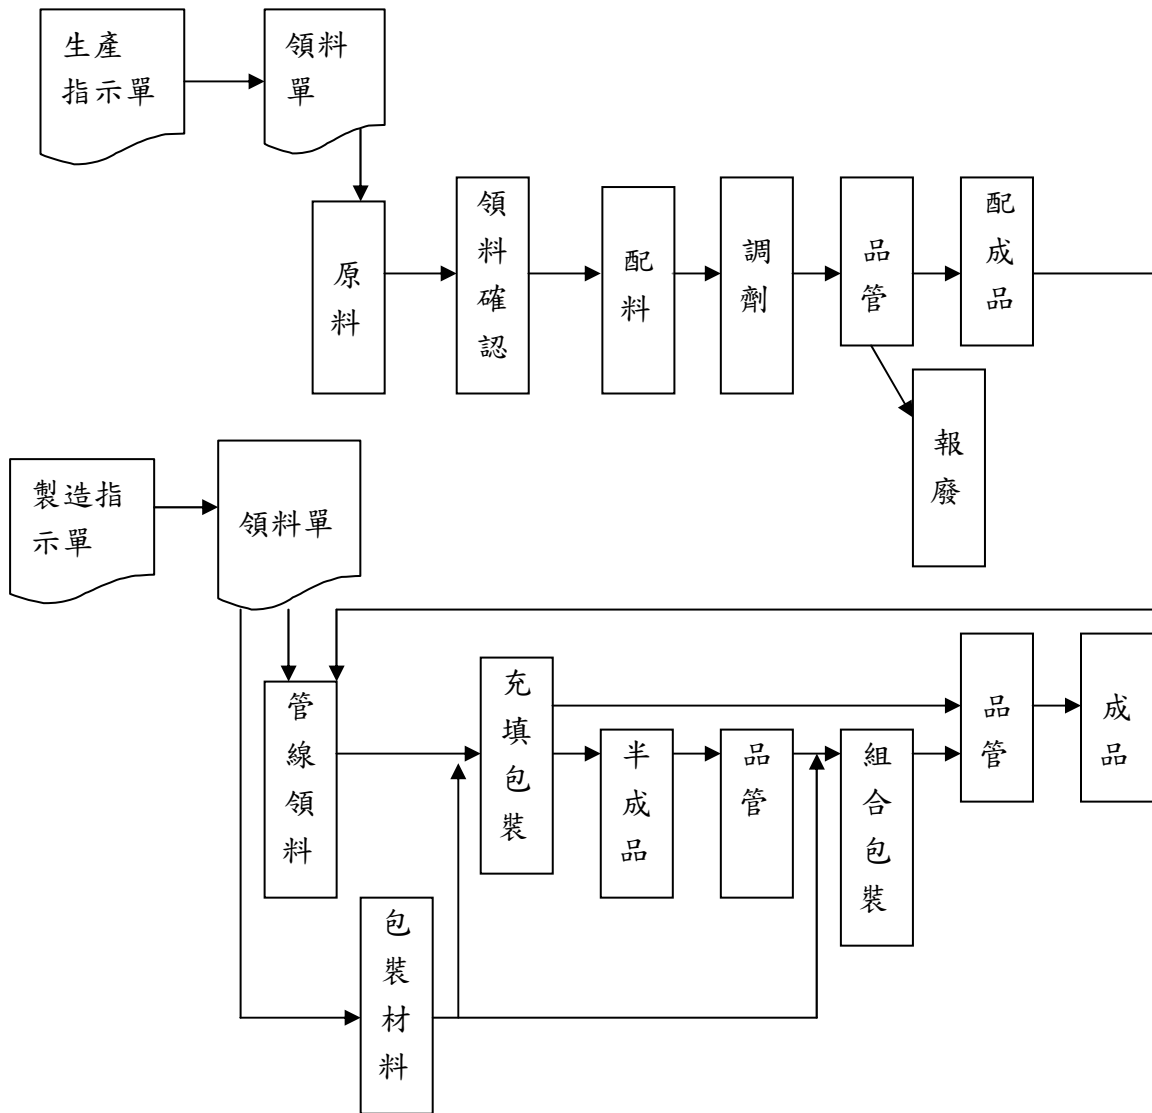 生產
指示單
領料
單
原料
領料確認
配料
調劑
品管
配成品
報廢
製造指
示單
領料單
管線領料
充填包裝
半成品
品管
組合包裝
品管
成品
包裝材料